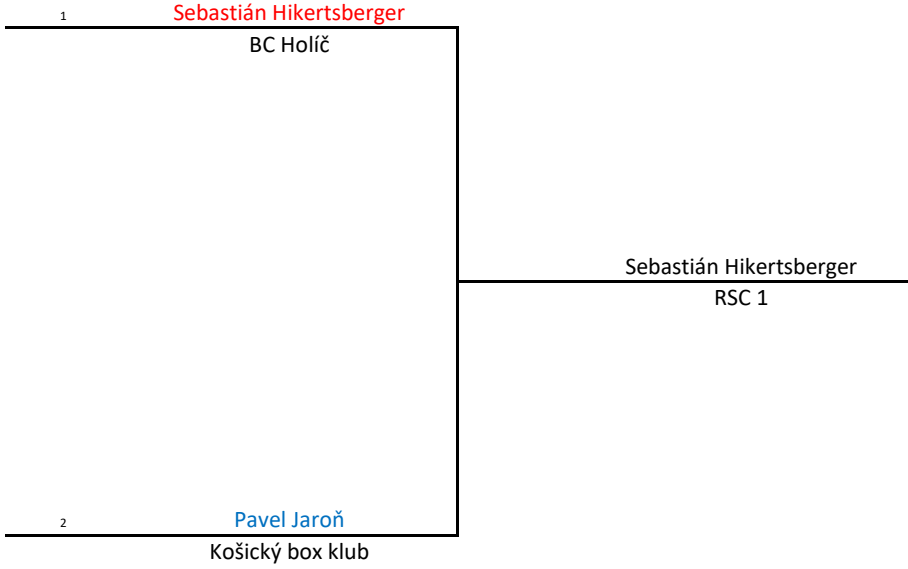 1 Sebastián Hikertsberger
BC Holíč
Sebastián Hikertsberger
RSC 1
2 Pavel Jaroň
Košický box klub